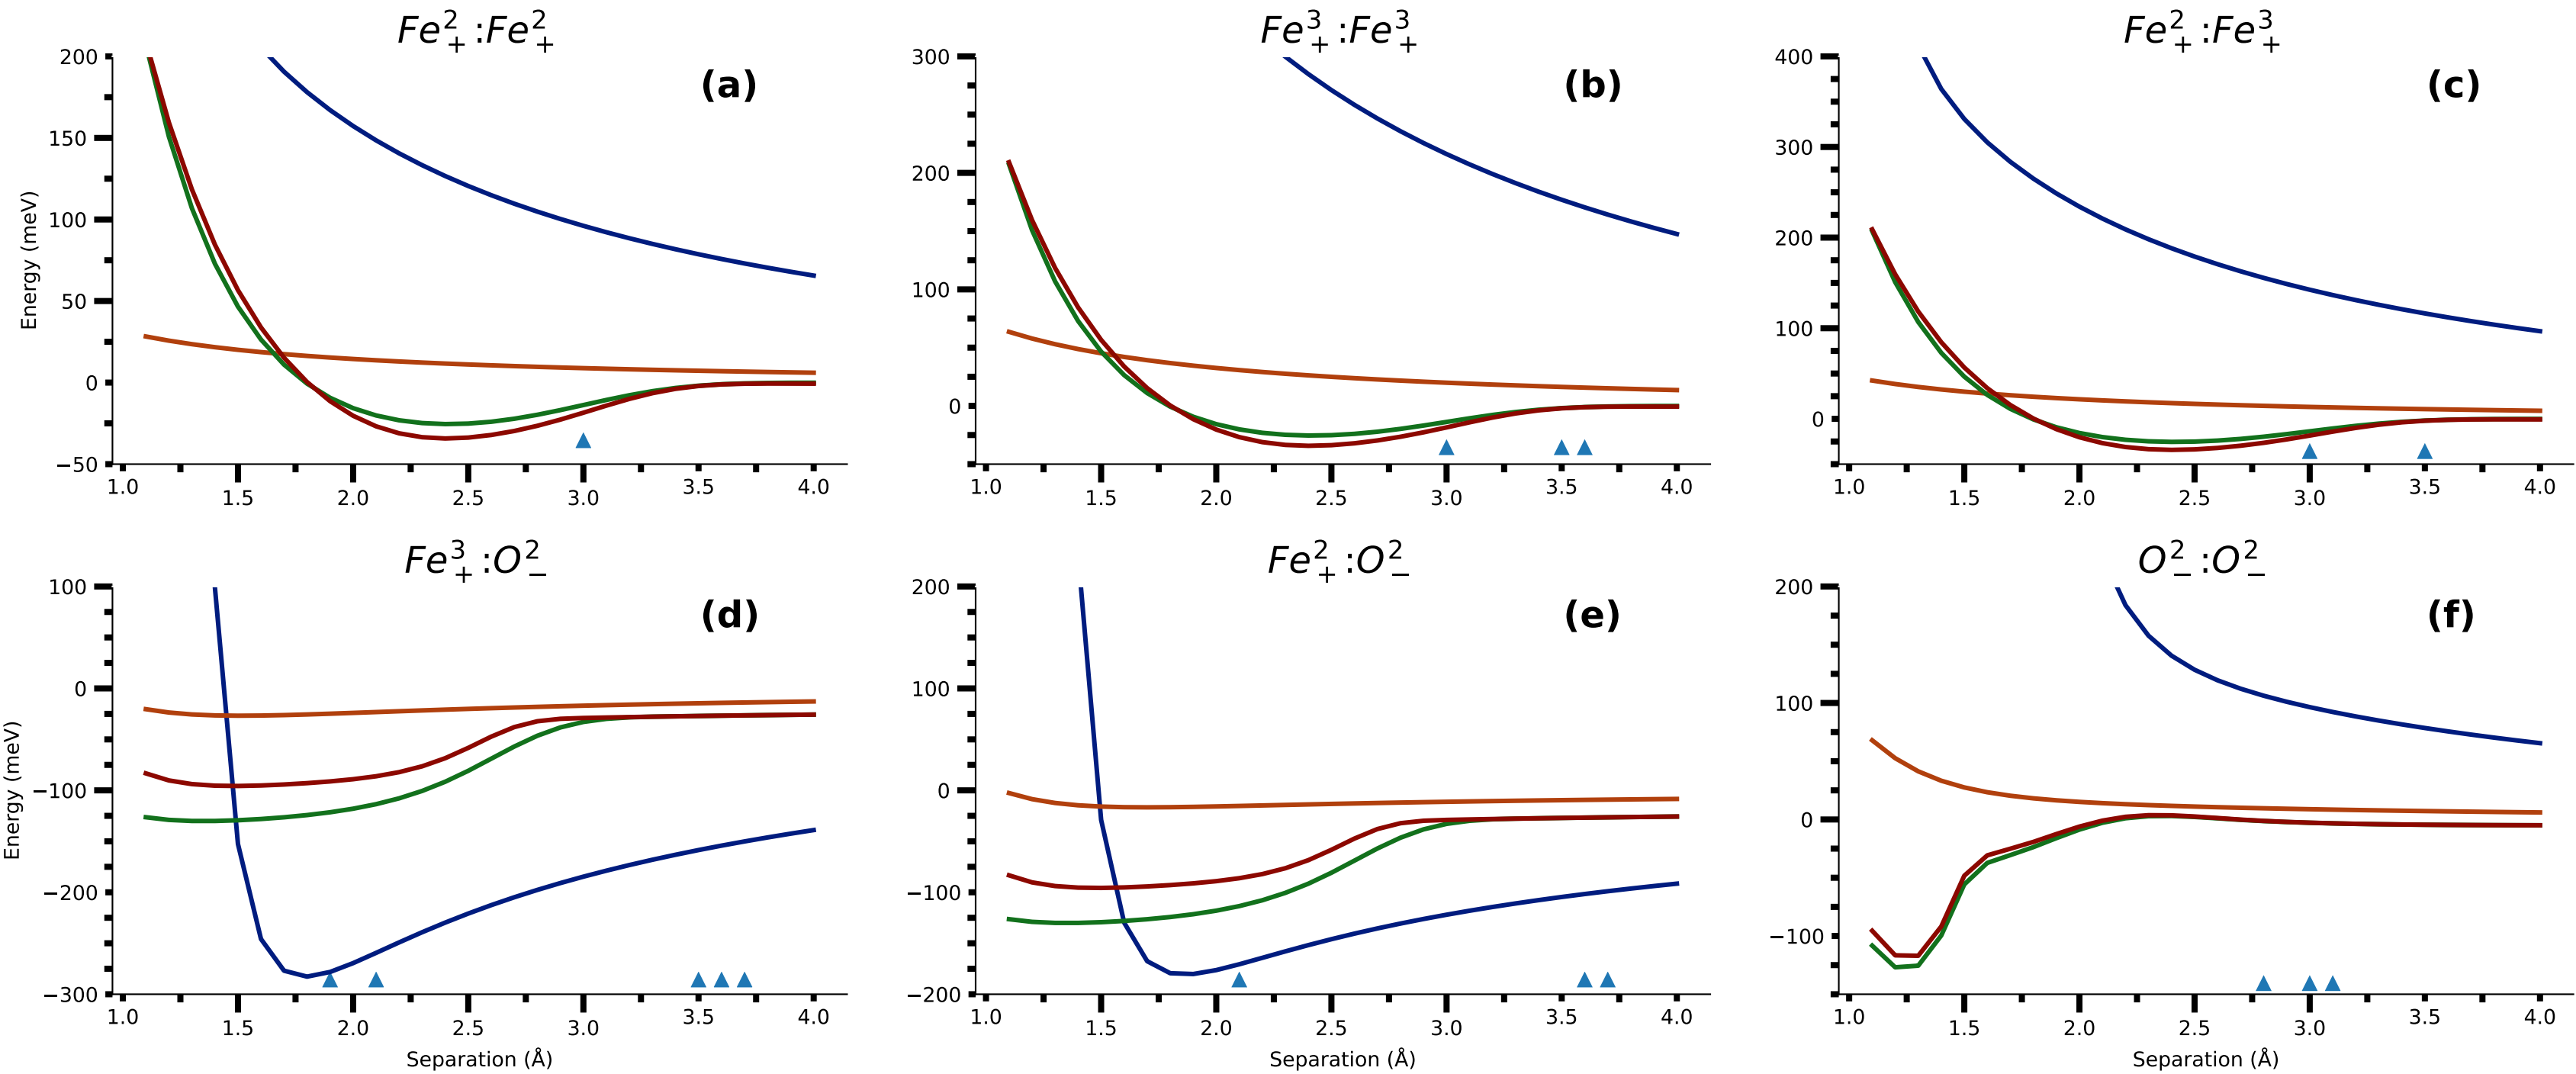 Fe²₊:Fe²₊
(a)
200
150
100
50
0
−50
Energy (meV)
1.0 1.5 2.0 2.5 3.0 3.5 4.0
Fe³₊:Fe³₊
(b)
300
200
100
0
1.0 1.5 2.0 2.5 3.0 3.5 4.0
Fe²₊:Fe³₊
(c)
400
300
200
100
0
1.0 1.5 2.0 2.5 3.0 3.5 4.0
Fe³₊:O²₋
(d)
100
0
−100
−200
−300
Energy (meV)
1.0 1.5 2.0 2.5 3.0 3.5 4.0
Separation (Å)
Fe²₊:O²₋
(e)
200
100
0
−100
−200
1.0 1.5 2.0 2.5 3.0 3.5 4.0
Separation (Å)
O²₋:O²₋
(f)
200
100
0
−100
1.0 1.5 2.0 2.5 3.0 3.5 4.0
Separation (Å)